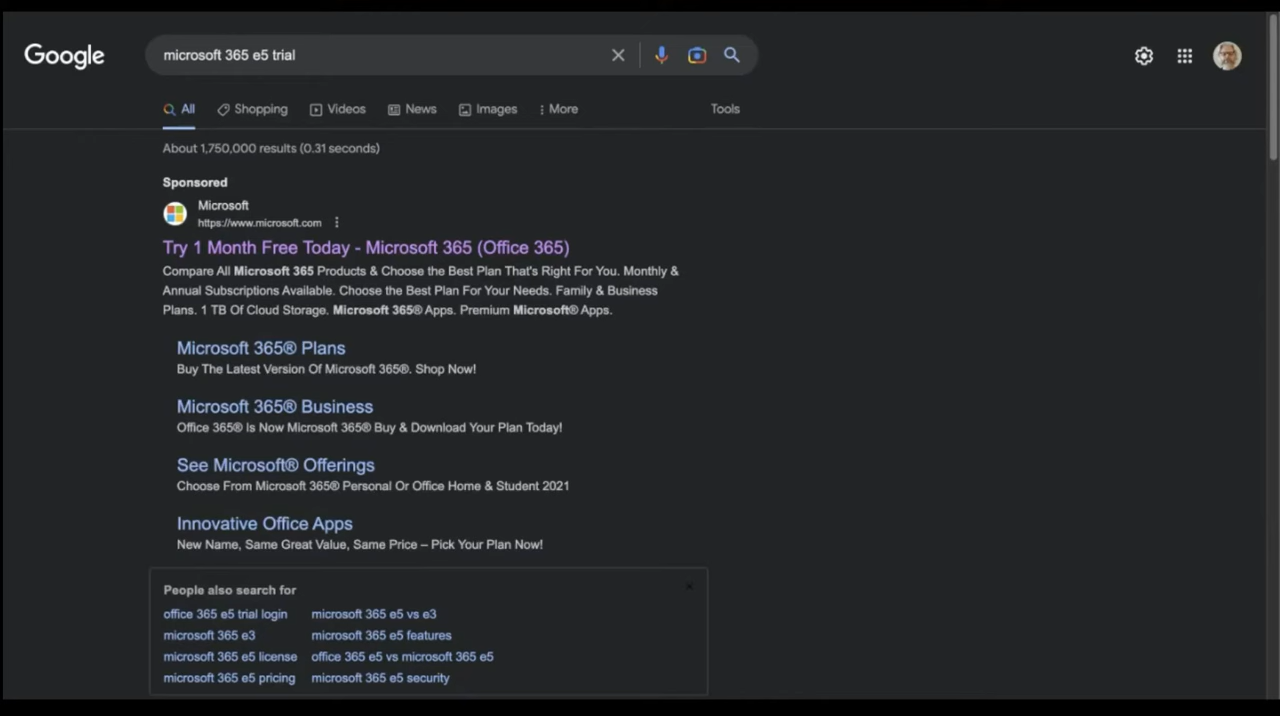 Google
microsoft 365 e5 trial
All Shopping Videos News Images More Tools
About 1,750,000 results (0.31 seconds)
Sponsored
Microsoft
https://www.microsoft.com
Try 1 Month Free Today - Microsoft 365 (Office 365)
Compare All Microsoft 365 Products & Choose the Best Plan That's Right For You. Monthly &
Annual Subscriptions Available. Choose the Best Plan For Your Needs. Family & Business
Plans. 1 TB Of Cloud Storage. Microsoft 365® Apps. Premium Microsoft® Apps.
Microsoft 365® Plans
Buy The Latest Version Of Microsoft 365®. Shop Now!
Microsoft 365® Business
Office 365® Is Now Microsoft 365® Buy & Download Your Plan Today!
See Microsoft® Offerings
Choose From Microsoft 365® Personal Or Office Home & Student 2021
Innovative Office Apps
New Name, Same Great Value, Same Price – Pick Your Plan Now!
People also search for
office 365 e5 trial login microsoft 365 e5 vs e3
microsoft 365 e3 microsoft 365 e5 features
microsoft 365 e5 license office 365 e5 vs microsoft 365 e5
microsoft 365 e5 pricing microsoft 365 e5 security